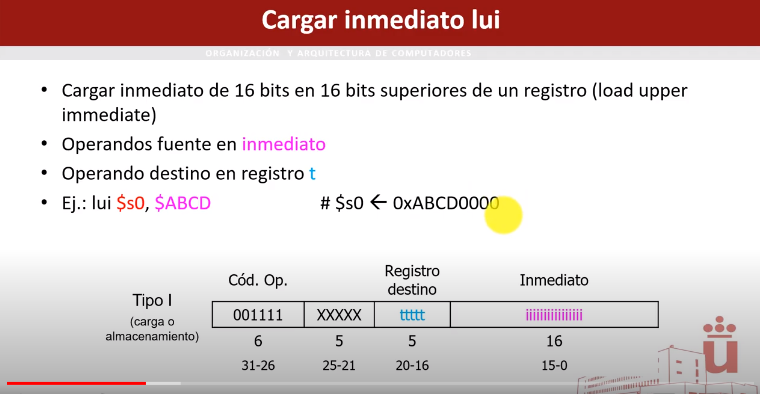 Cargar inmediato lui
ORGANIZACIÓN Y ARQUITECTURA DE COMPUTADORES
• Cargar inmediato de 16 bits en 16 bits superiores de un registro (load upper
immediate)
• Operandos fuente en inmediato
• Operando destino en registro t
• Ej.: lui $s0, $ABCD # $s0 ← 0xABCD0000
Cód. Op. Registro destino Inmediato
Tipo I
(carga o
almacenamiento)
001111 XXXXX ttttt iiiiiiiiiiiiiiii
6 5 5 16
31-26 25-21 20-16 15-0